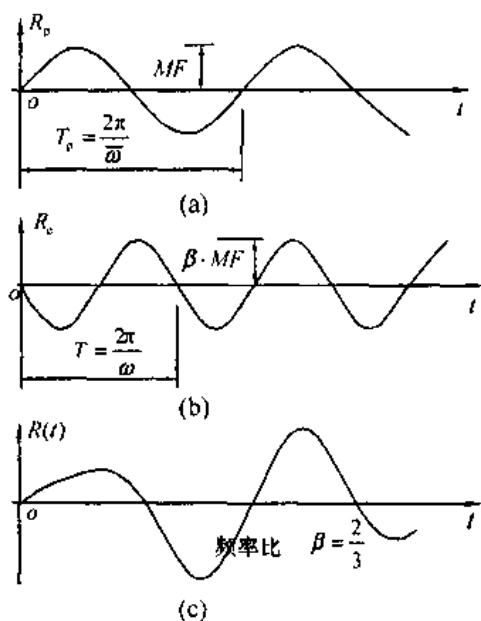 R_p
MF
o
t
T_p = 2π/ω̄
(a)
R_c
β · MF
o
t
T = 2π/ω
(b)
R(t)
o
t
频率比 β = 2/3
(c)